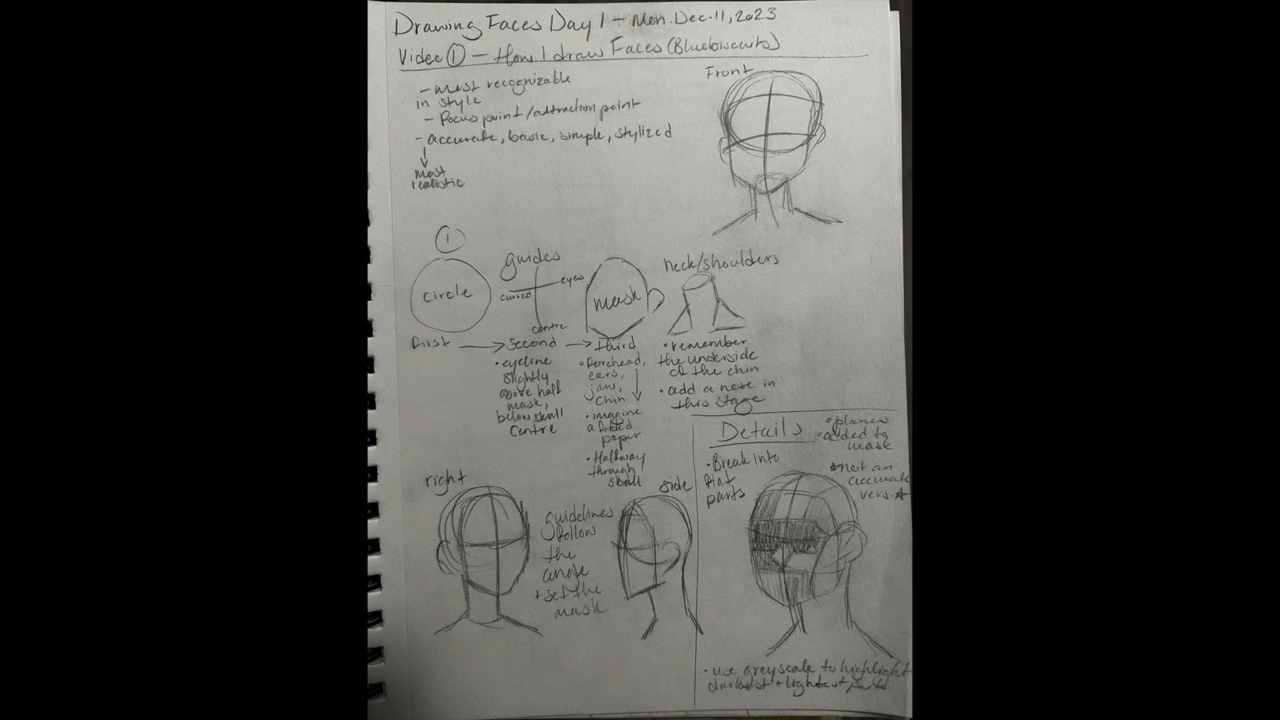 Drawing Faces Day 1 - Mon. Dec. 11, 2023
Video ① - How I draw Faces (Bluebiscuits)
- most recognizable
in style
- Focus point/attraction point
- accurate, basic, simple, stylized
↓
Most
realistic
Front
①
circle
guides
eyes
curved
centre
mask
neck/shoulders
first → second → third
• eyeline
slightly
above half
mask,
below skull
centre
• forehead,
ears,
jaw,
chin
• imagine
a folded
paper
• Halfway
through
skull
• remember
the underside
of the chin
• add a nose in
this stage
right
guidelines
follow
the
angle
+ set the
mask
side
Details
• planes
• added to
mask
• Break into
flat
parts
☆not an
accurate
vers.☆
• use greyscale to highlight
darkest + lightest parts